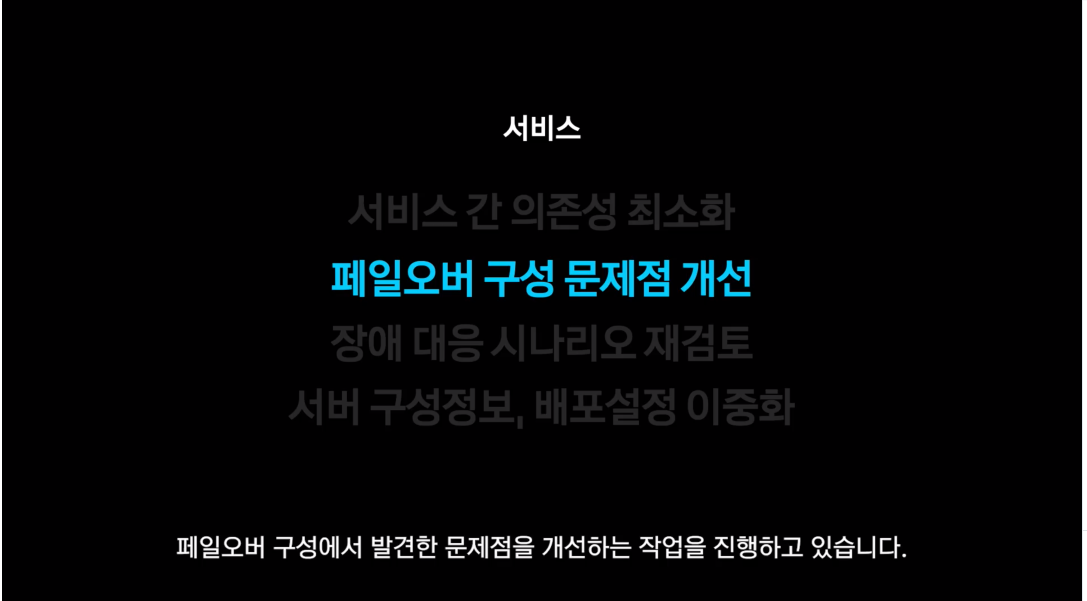 서비스
서비스 간 의존성 최소화
페일오버 구성 문제점 개선
장애 대응 시나리오 재검토
서버 구성정보, 배포설정 이중화
페일오버 구성에서 발견한 문제점을 개선하는 작업을 진행하고 있습니다.